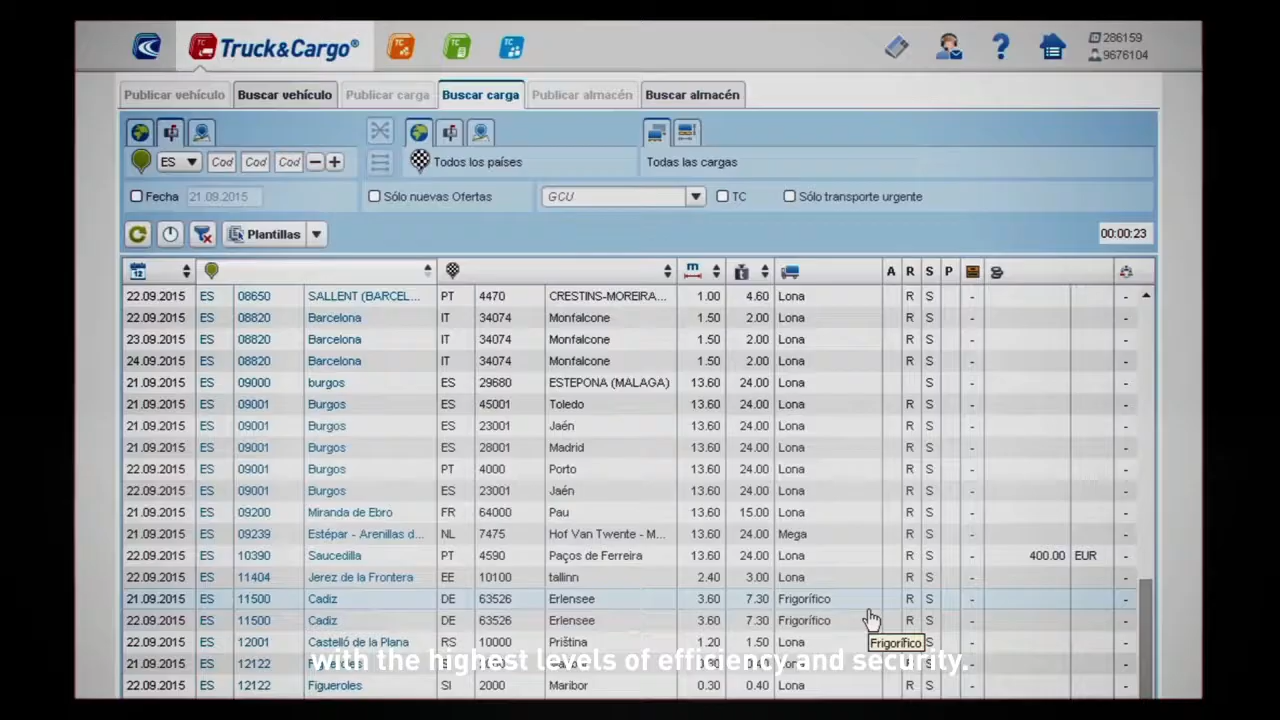 TC Truck&Cargo® TC TC TC 286159
9676104
Publicar vehículo Buscar vehículo Publicar carga Buscar carga Publicar almacén Buscar almacén
ES Cod Cod Cod Todos los países Todas las cargas
Fecha 21.09.2015 Sólo nuevas Ofertas GCU TC Sólo transporte urgente
Plantillas 00:00:23
12 m t A R S P
22.09.2015 ES 08650 SALLENT (BARCEL... PT 4470 CRESTINS-MOREIRA... 1.00 4.60 Lona R S - -
22.09.2015 ES 08820 Barcelona IT 34074 Monfalcone 1.50 2.00 Lona R S - -
23.09.2015 ES 08820 Barcelona IT 34074 Monfalcone 1.50 2.00 Lona R S - -
24.09.2015 ES 08820 Barcelona IT 34074 Monfalcone 1.50 2.00 Lona R S - -
21.09.2015 ES 09000 burgos ES 29680 ESTEPONA (MALAGA) 13.60 24.00 Lona S - -
21.09.2015 ES 09001 Burgos ES 45001 Toledo 13.60 24.00 Lona R S - -
21.09.2015 ES 09001 Burgos ES 23001 Jaén 13.60 24.00 Lona R S - -
22.09.2015 ES 09001 Burgos ES 28001 Madrid 13.60 24.00 Lona R S - -
22.09.2015 ES 09001 Burgos PT 4000 Porto 13.60 24.00 Lona R S - -
22.09.2015 ES 09001 Burgos ES 23001 Jaén 13.60 24.00 Lona R S - -
21.09.2015 ES 09200 Miranda de Ebro FR 64000 Pau 13.60 15.00 Lona R S - -
21.09.2015 ES 09239 Estépar - Arenillas d... NL 7475 Hof Van Twente - M... 13.60 24.00 Mega R S - -
22.09.2015 ES 10390 Saucedilla PT 4590 Paços de Ferreira 13.60 24.00 Lona R S - 400.00 EUR -
22.09.2015 ES 11404 Jerez de la Frontera EE 10100 tallinn 2.40 3.00 Lona R S - -
21.09.2015 ES 11500 Cadiz DE 63526 Erlensee 3.60 7.30 Frigorífico R S - -
22.09.2015 ES 11500 Cadiz DE 63526 Erlensee 3.60 7.30 Frigorífico R S - -
22.09.2015 ES 12001 Castelló de la Plana RS 10000 Priština 1.20 1.50 Lona Frigorífico S - -
21.09.2015 ES 12122
with the highest levels of efficiency and security.
22.09.2015 ES 12122 Figueroles SI 2000 Maribor 0.30 0.40 Lona R S - -